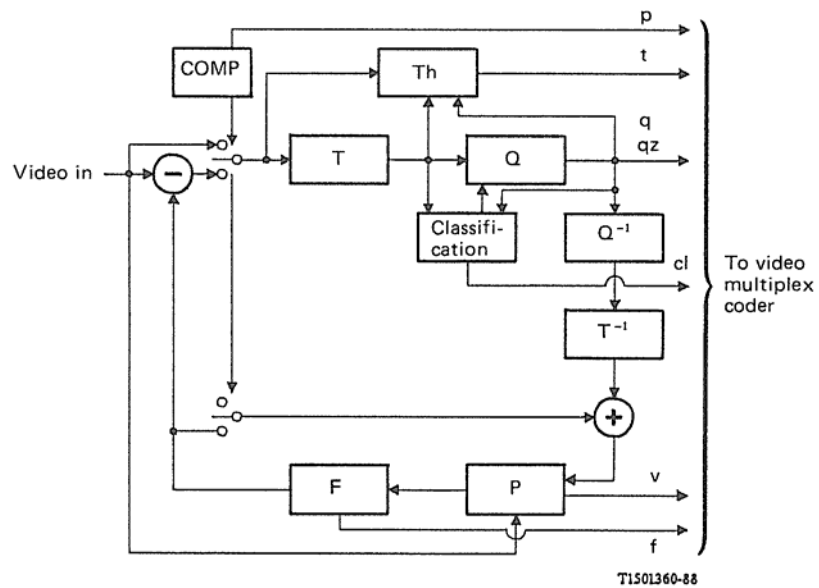 p
COMP
Th
t
q
qz
Video in
−
T
Q
Classifi-
cation
Q⁻¹
cl
To video
multiplex
coder
T⁻¹
+
F
P
v
f
T1501360-88